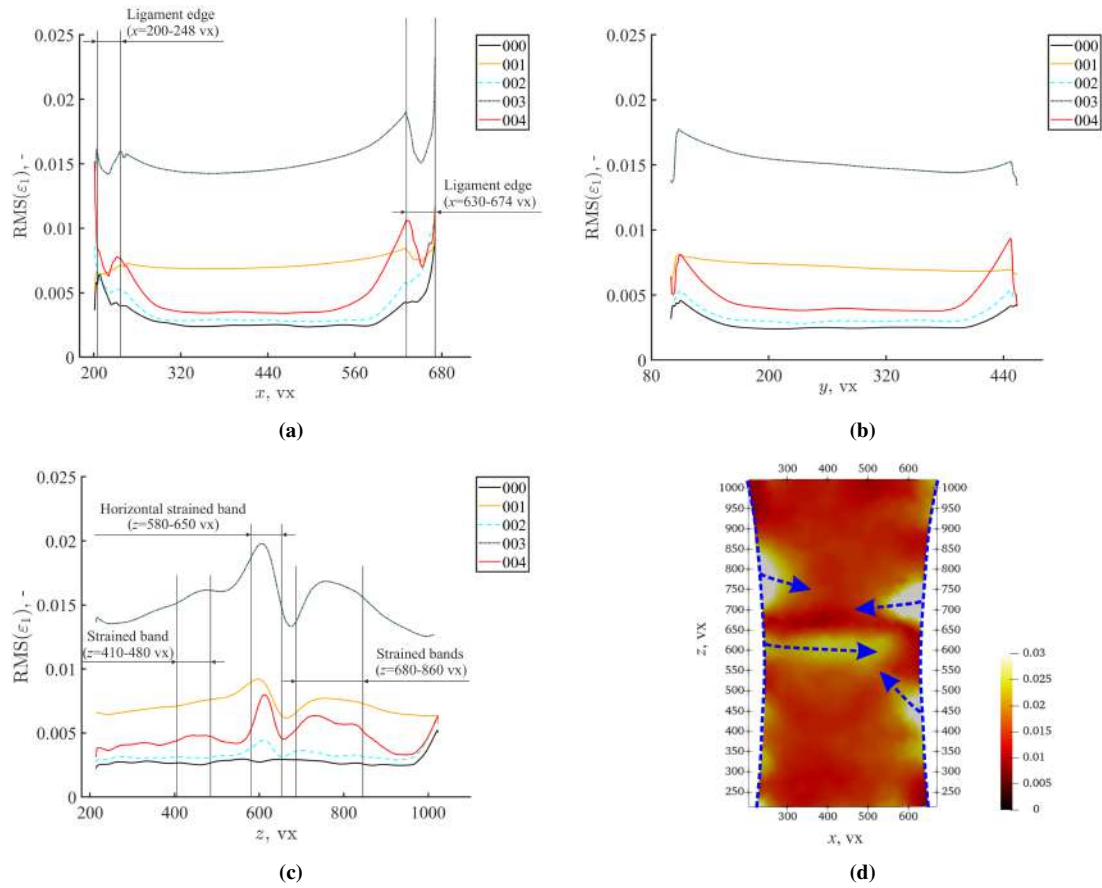 Ligament edge
(x=200-248 vx)
0.025
0.02
0.015
0.01
0.005
0
RMS(ε₁), -
000
001
002
003
004
Ligament edge
(x=630-674 vx)
200 320 440 560 680
x, vx
(a)
0.025
0.02
0.015
0.01
0.005
0
RMS(ε₁), -
000
001
002
003
004
80 200 320 440
y, vx
(b)
0.025
0.02
0.015
0.01
0.005
0
RMS(ε₁), -
Horizontal strained band
(z=580-650 vx)
000
001
002
003
004
Strained band
(z=410-480 vx)
Strained bands
(z=680-860 vx)
200 400 600 800 1000
z, vx
(c)
300 400 500 600
1000 1000
950 950
900 900
850 850
800 800
750 750
700 700
650 650
600 600
550 550
500 500
450 450
400 400
350 350
300 300
250 250
z, vx
300 400 500 600
x, vx
0.03
0.025
0.02
0.015
0.01
0.005
0
(d)